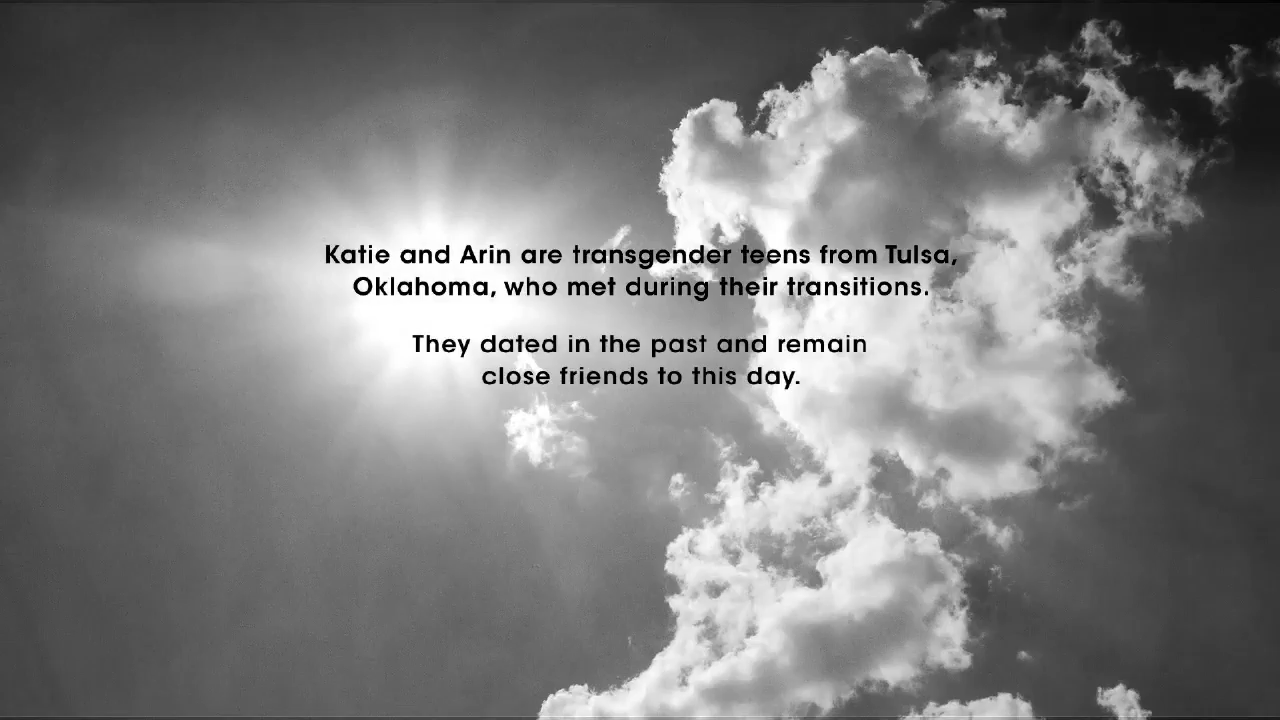 Katie and Arin are transgender teens from Tulsa,
Oklahoma, who met during their transitions.
They dated in the past and remain
close friends to this day.